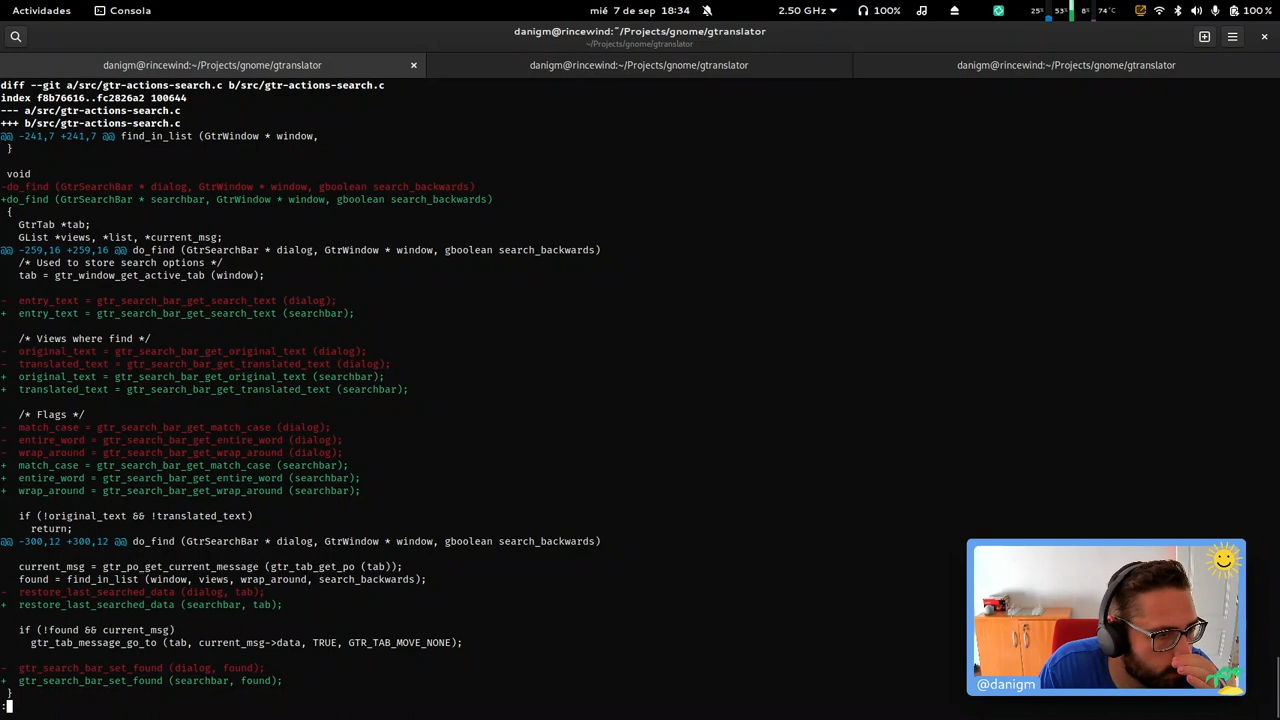 Actividades
Consola
mié 7 de sep 18:34
2.50 GHz
100%
25%
53%
8%
74°C
100 %
danigm@rincewind:~/Projects/gnome/gtranslator
~/Projects/gnome/gtranslator
danigm@rincewind:~/Projects/gnome/gtranslator
danigm@rincewind:~/Projects/gnome/gtranslator
danigm@rincewind:~/Projects/gnome/gtranslator
diff --git a/src/gtr-actions-search.c b/src/gtr-actions-search.c
index f8b76616..fc2826a2 100644
--- a/src/gtr-actions-search.c
+++ b/src/gtr-actions-search.c
@@ -241,7 +241,7 @@ find_in_list (GtrWindow * window,
 }
 void
-do_find (GtrSearchBar * dialog, GtrWindow * window, gboolean search_backwards)
+do_find (GtrSearchBar * searchbar, GtrWindow * window, gboolean search_backwards)
 {
   GtrTab *tab;
   GList *views, *list, *current_msg;
@@ -259,16 +259,16 @@ do_find (GtrSearchBar * dialog, GtrWindow * window, gboolean search_backwards)
   /* Used to store search options */
   tab = gtr_window_get_active_tab (window);
-  entry_text = gtr_search_bar_get_search_text (dialog);
+  entry_text = gtr_search_bar_get_search_text (searchbar);
   /* Views where find */
-  original_text = gtr_search_bar_get_original_text (dialog);
-  translated_text = gtr_search_bar_get_translated_text (dialog);
+  original_text = gtr_search_bar_get_original_text (searchbar);
+  translated_text = gtr_search_bar_get_translated_text (searchbar);
   /* Flags */
-  match_case = gtr_search_bar_get_match_case (dialog);
-  entire_word = gtr_search_bar_get_entire_word (dialog);
-  wrap_around = gtr_search_bar_get_wrap_around (dialog);
+  match_case = gtr_search_bar_get_match_case (searchbar);
+  entire_word = gtr_search_bar_get_entire_word (searchbar);
+  wrap_around = gtr_search_bar_get_wrap_around (searchbar);
   if (!original_text && !translated_text)
     return;
@@ -300,12 +300,12 @@ do_find (GtrSearchBar * dialog, GtrWindow * window, gboolean search_backwards)
   current_msg = gtr_po_get_current_message (gtr_tab_get_po (tab));
   found = find_in_list (window, views, wrap_around, search_backwards);
-  restore_last_searched_data (dialog, tab);
+  restore_last_searched_data (searchbar, tab);
   if (!found && current_msg)
     gtr_tab_message_go_to (tab, current_msg->data, TRUE, GTR_TAB_MOVE_NONE);
-  gtr_search_bar_set_found (dialog, found);
+  gtr_search_bar_set_found (searchbar, found);
 }
:
@danigm